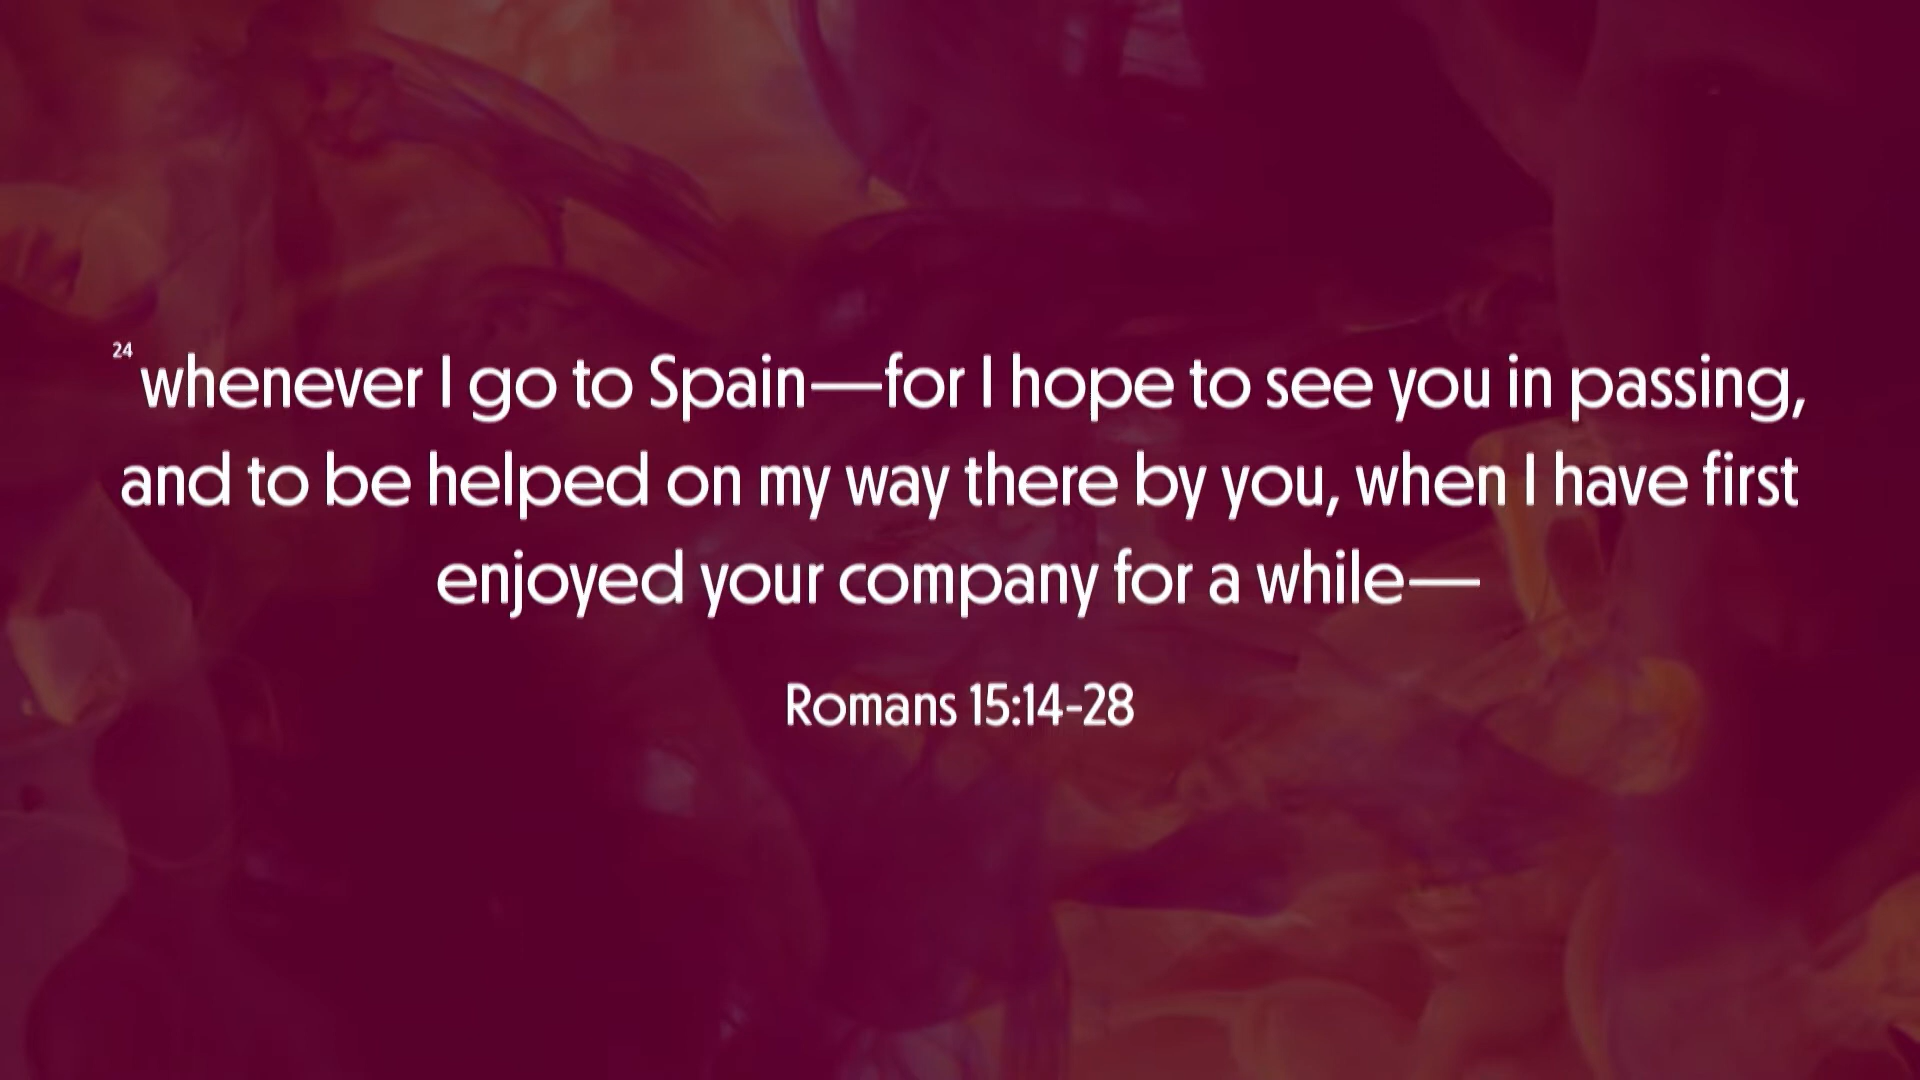 24 whenever I go to Spain—for I hope to see you in passing,
and to be helped on my way there by you, when I have first
enjoyed your company for a while—
Romans 15:14-28